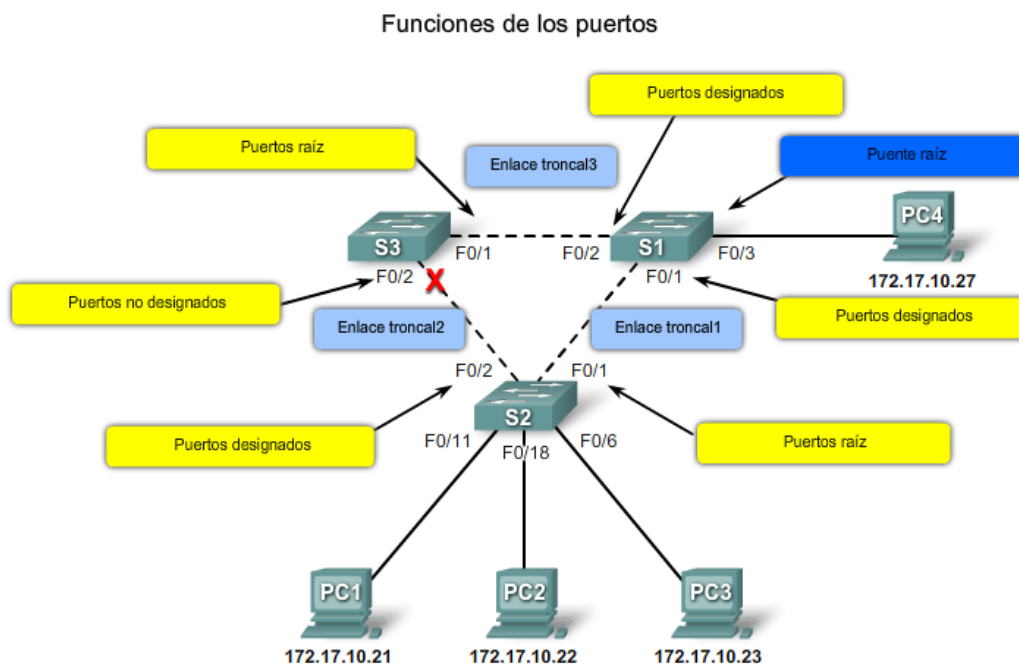 Funciones de los puertos
Puertos designados
Puertos raíz
Enlace troncal3
Puente raíz
PC4
S3
F0/1
F0/2
S1
F0/3
F0/2
F0/1
172.17.10.27
Puertos no designados
Enlace troncal2
Enlace troncal1
Puertos designados
F0/2
F0/1
Puertos designados
S2
F0/11
F0/6
Puertos raíz
F0/18
PC1
PC2
PC3
172.17.10.21
172.17.10.22
172.17.10.23